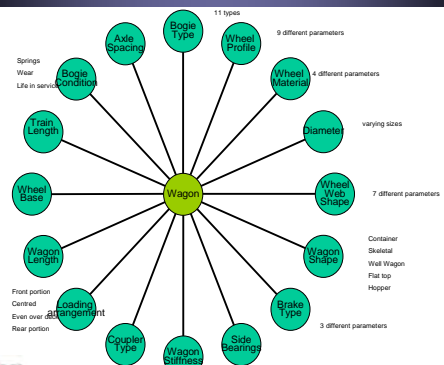 11 types
Bogie
Type
Axle
Spacing
Wheel
Profile
9 different parameters
Springs
Wear
Life in service
Bogie
Condition
Wheel
Material
4 different parameters
Train
Length
Diameter
varying sizes
Wheel
Base
Wagon
Wheel
Web
Shape
7 different parameters
Wagon
Length
Wagon
Shape
Container
Skeletal
Well Wagon
Flat top
Hopper
Front portion
Centred
Even over
Rear portion
Loading
arrangement
Brake
Type
3 different parameters
Coupler
Type
Wagon
Stiffness
Side
Bearings